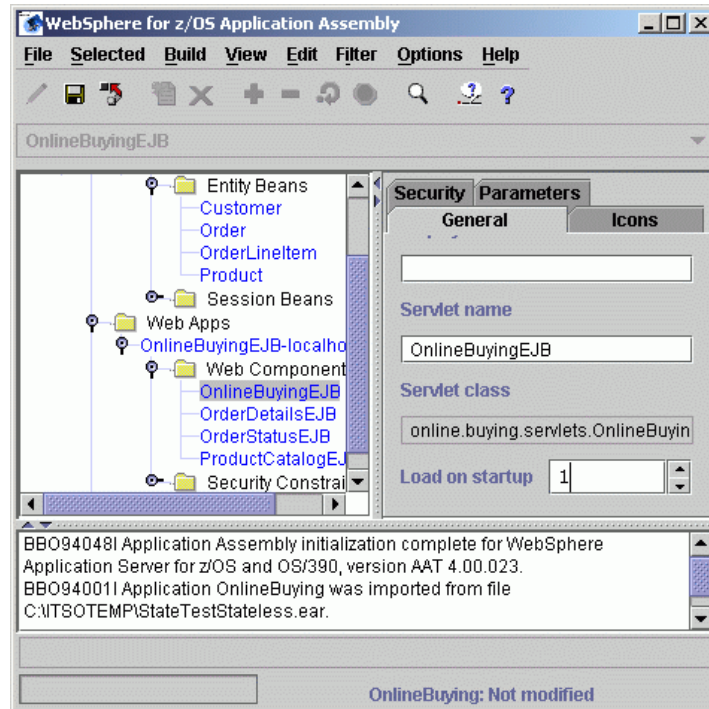 WebSphere for z/OS Application Assembly
File Selected Build View Edit Filter Options Help
OnlineBuyingEJB
Entity Beans
Customer
Order
OrderLineItem
Product
Session Beans
Web Apps
OnlineBuyingEJB-localho
Web Component
OnlineBuyingEJB
OrderDetailsEJB
OrderStatusEJB
ProductCatalogEJ
Security Constrai
Security Parameters
General Icons
Servlet name
OnlineBuyingEJB
Servlet class
online.buying.servlets.OnlineBuyin
Load on startup 1
BBO94048I Application Assembly initialization complete for WebSphere
Application Server for z/OS and OS/390, version AAT 4.00.023.
BBO94001I Application OnlineBuying was imported from file
C:\ITSOTEMP\StateTestStateless.ear.
OnlineBuying: Not modified